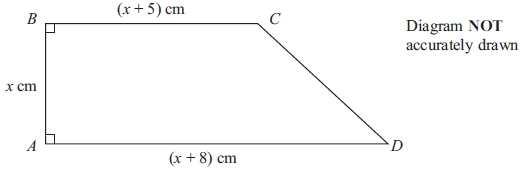 (x + 5) cm
B
C
Diagram NOT
accurately drawn
x cm
A
D
(x + 8) cm